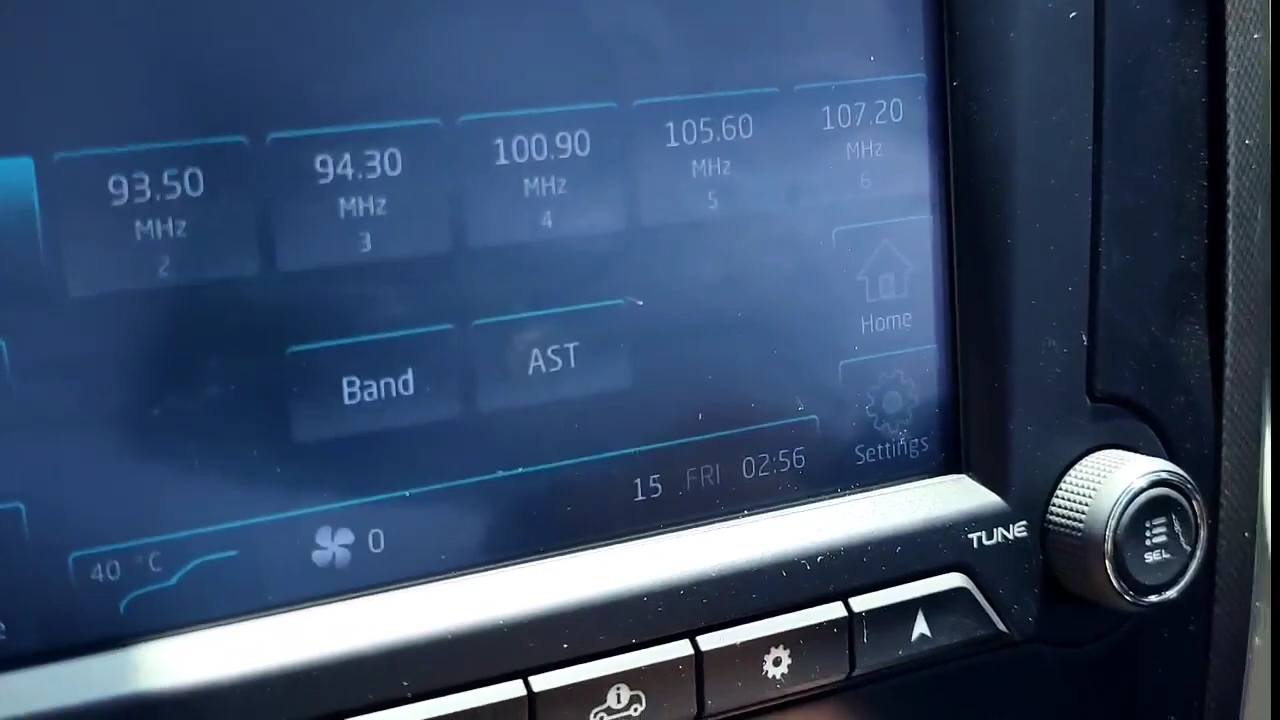 93.50
MHz
2
94.30
MHz
3
100.90
MHz
4
105.60
MHz
5
107.20
MHz
6
Home
Band
AST
Settings
40 °C
0
15 FRI 02:56
TUNE
SEL
i